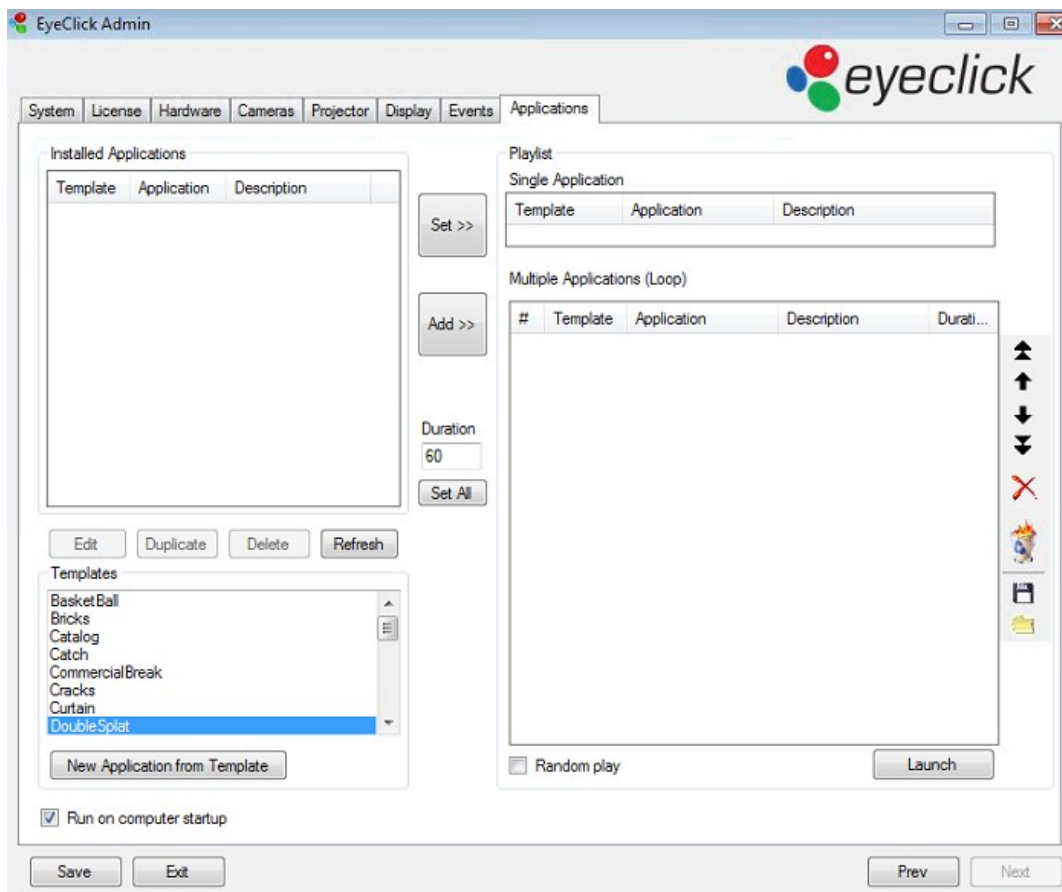 EyeClick Admin
eyeclick
System License Hardware Cameras Projector Display Events Applications
Installed Applications
Template Application Description
Set >>
Add >>
Duration
60
Set All
Edit Duplicate Delete Refresh
Templates
BasketBall
Bricks
Catalog
Catch
CommercialBreak
Cracks
Curtain
DoubleSplat
New Application from Template
Playlist
Single Application
Template Application Description
Multiple Applications (Loop)
# Template Application Description Durati...
Random play
Launch
Run on computer startup
Save Exit Prev Next